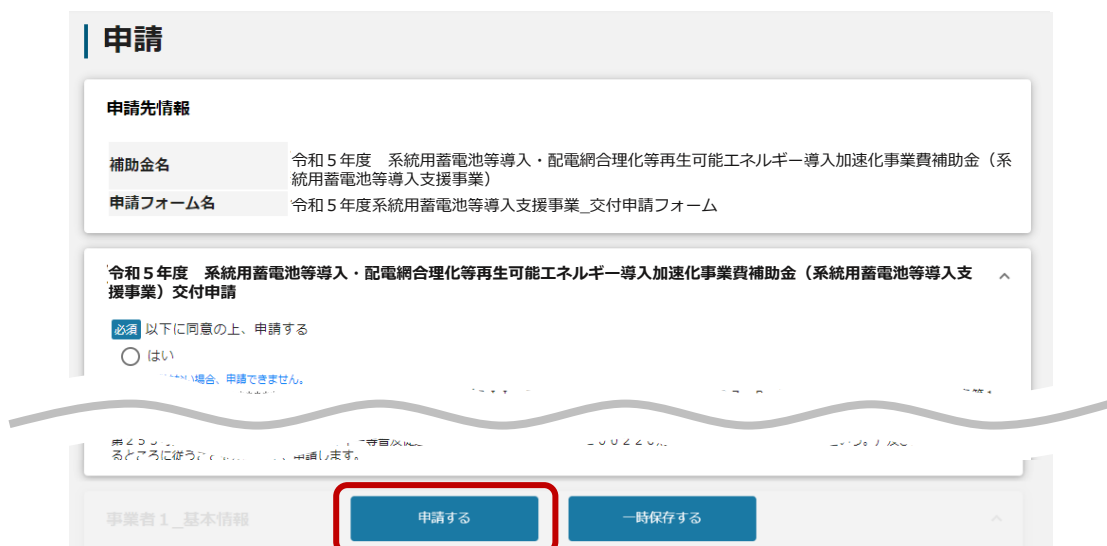 申請
申請先情報
補助金名
令和５年度　系統用蓄電池等導入・配電網合理化等再生可能エネルギー導入加速化事業費補助金（系
統用蓄電池等導入支援事業）
申請フォーム名
令和５年度系統用蓄電池等導入支援事業_交付申請フォーム
令和５年度　系統用蓄電池等導入・配電網合理化等再生可能エネルギー導入加速化事業費補助金（系統用蓄電池等導入支
援事業）交付申請
必須 以下に同意の上、申請する
はい
場合、申請できません。
るところに従うこと 申請します。
事業者１_基本情報
申請する
一時保存する